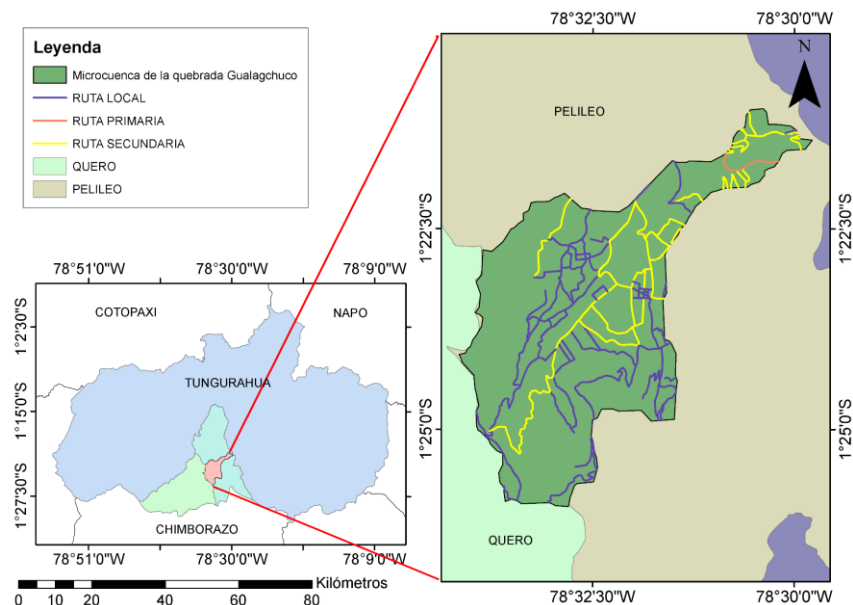 Leyenda
Microcuenca de la quebrada Gualagchuco
RUTA LOCAL
RUTA PRIMARIA
RUTA SECUNDARIA
QUERO
PELILEO
78°51'0"W
78°30'0"W
78°9'0"W
1°2'30"S
1°15'0"S
1°27'30"S
COTOPAXI
NAPO
TUNGURAHUA
CHIMBORAZO
1°2'30"S
1°15'0"S
1°27'30"S
78°51'0"W
78°30'0"W
78°9'0"W
0 10 20 40 60 80
Kilómetros
78°32'30"W
78°30'0"W
N
PELILEO
1°22'30"S
1°25'0"S
QUERO
1°22'30"S
1°25'0"S
78°32'30"W
78°30'0"W